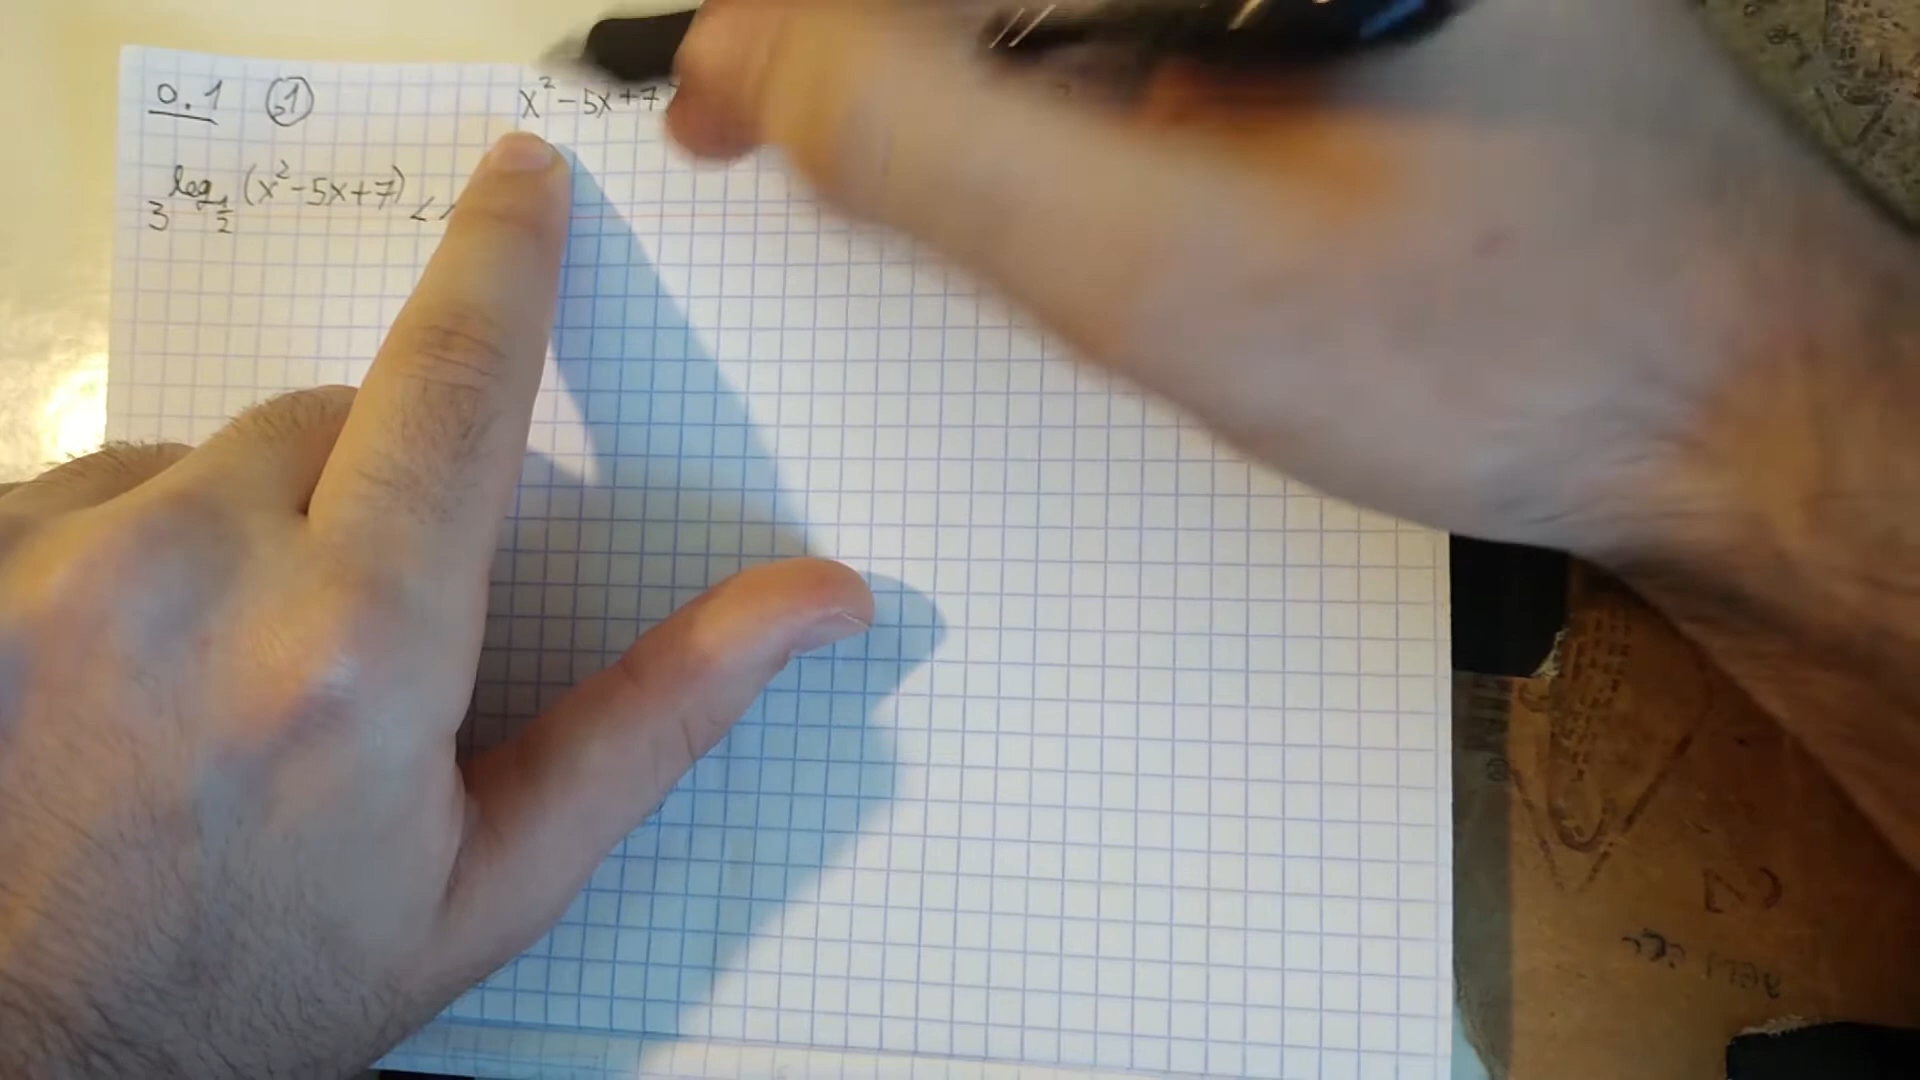 0.1 (1) x² - 5x + 7
3^{log_{1/2} (x² - 5x + 7)} <